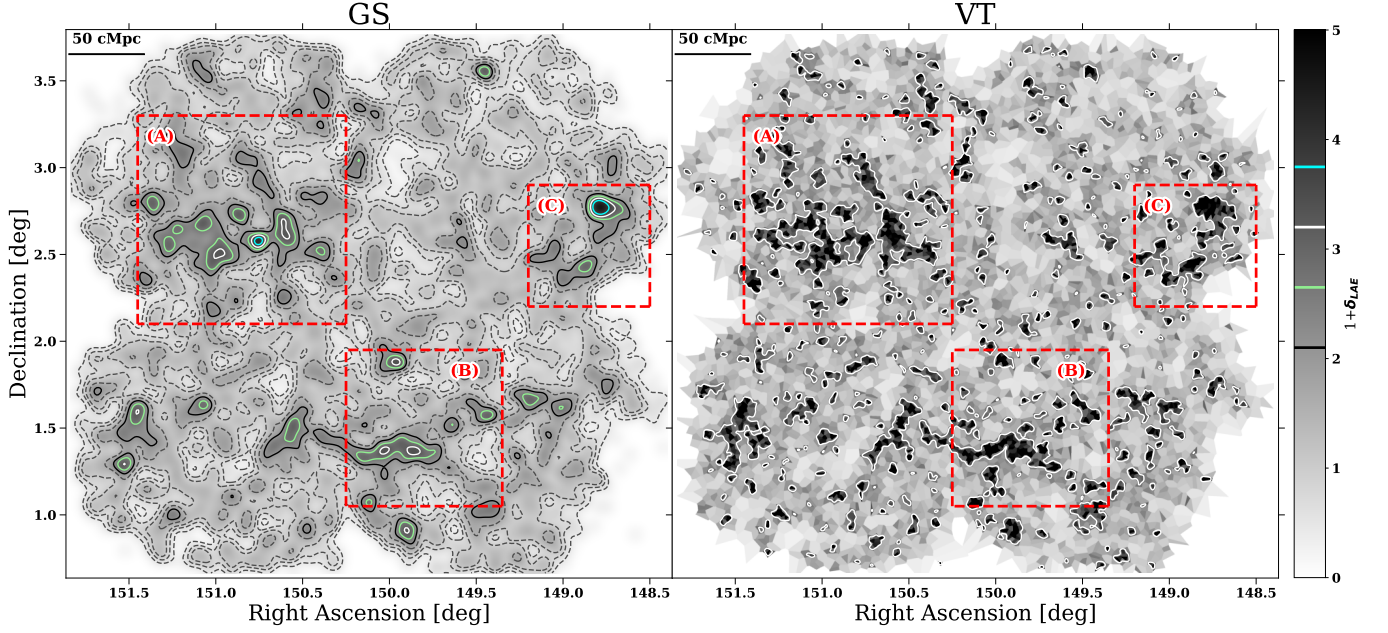 GS
VT
50 cMpc
50 cMpc
(A)
(B)
(C)
(A)
(B)
(C)
3.5
3.0
2.5
2.0
1.5
1.0
Declination [deg]
151.5 151.0 150.5 150.0 149.5 149.0 148.5
151.5 151.0 150.5 150.0 149.5 149.0 148.5
Right Ascension [deg]
Right Ascension [deg]
5
4
3
2
1
0
1+δLAE